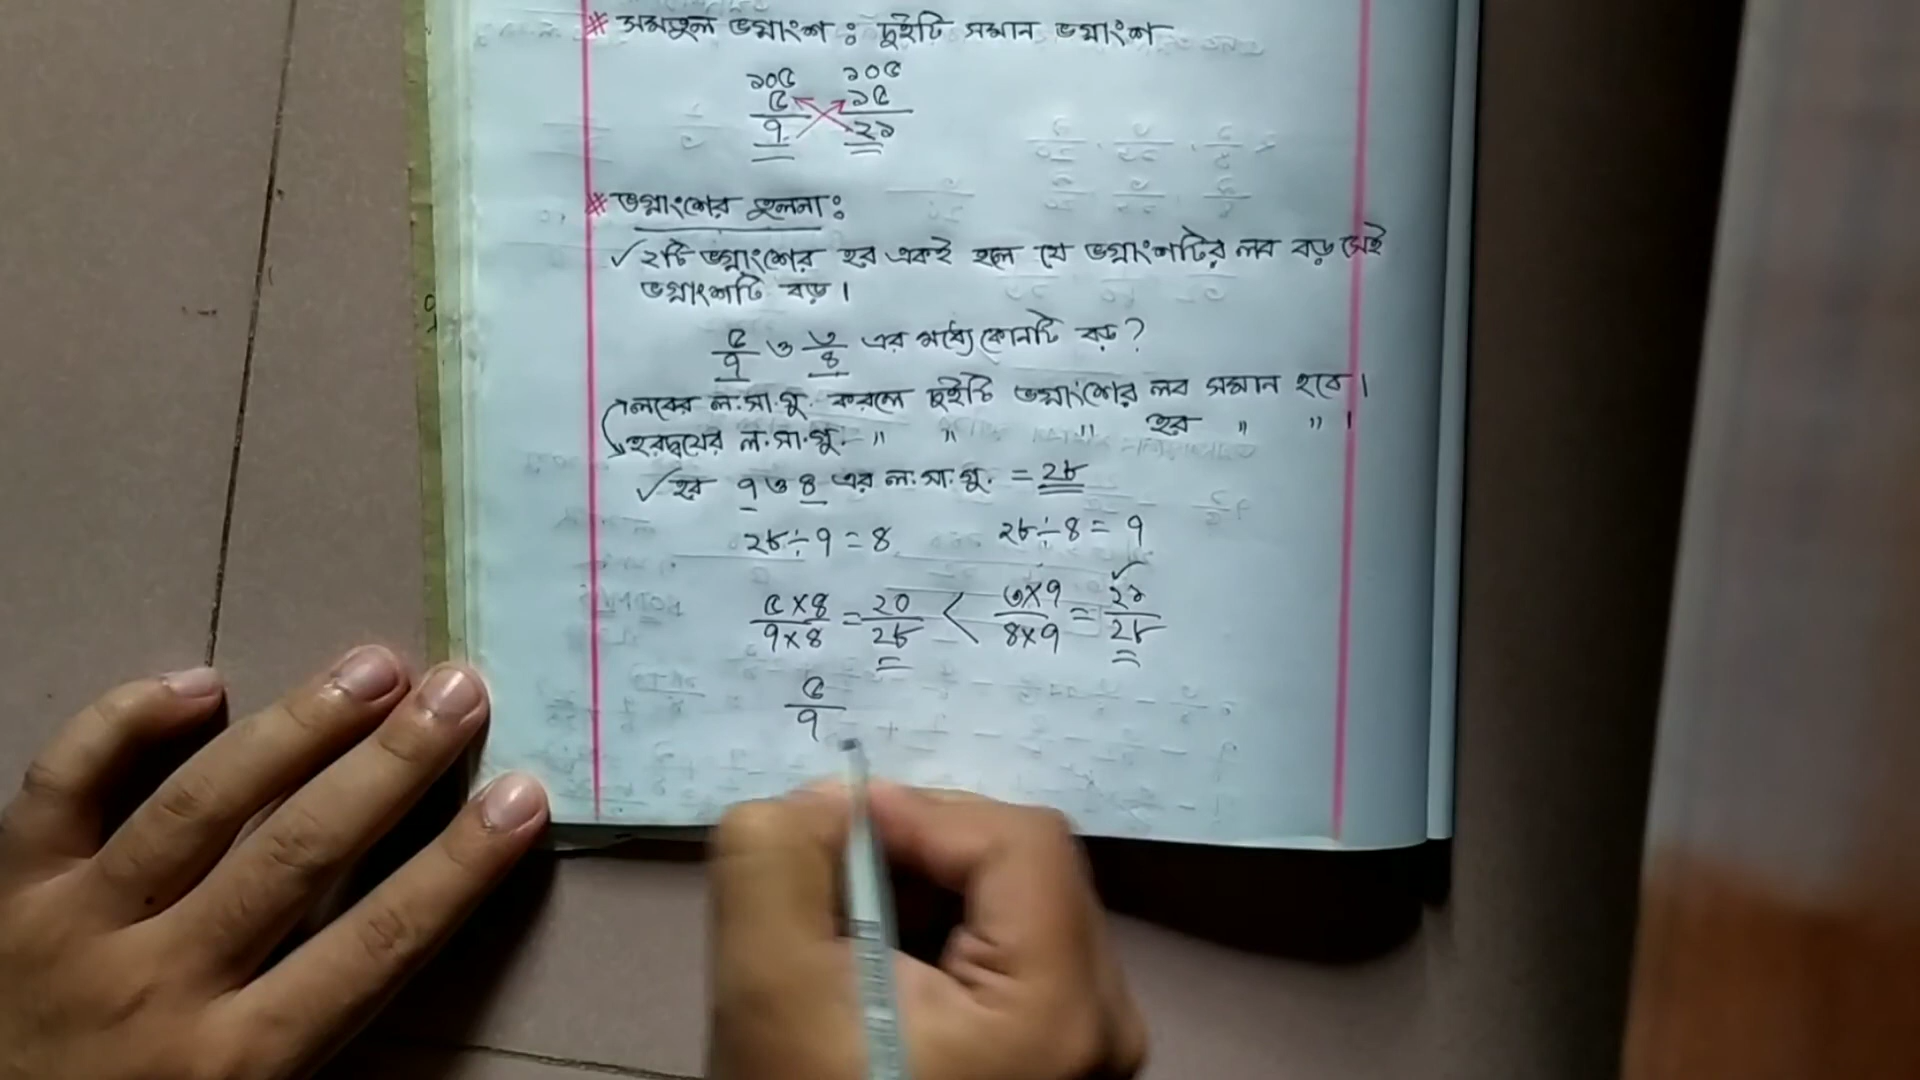 * সমতুল ভগ্নাংশ : দুইটি সমান ভগ্নাংশ
১০৫ ১০৫
৫ ১৫
৭ ২১
* ভগ্নাংশের তুলনা :
✓ ২টি ভগ্নাংশের হর একই হলে যে ভগ্নাংশটির লব বড় সেই
ভগ্নাংশটি বড় ।
৫/৭ ও ৩/৪ এর মধ্যে কোনটি বড় ?
লবের ল.সা.গু. করলে দুইটি ভগ্নাংশের লব সমান হবে ।
হরদ্বয়ের ল.সা.গু. " " " হর " " ।
✓ হর ৭ ও ৪ এর ল.সা.গু. = ২৮
২৮÷৭ = ৪ ২৮÷৪ = ৭
৫×৪/৭×৪ = ২০/২৮ < ৩×৭/৪×৭ = ২১/২৮ ✓
৫/৭